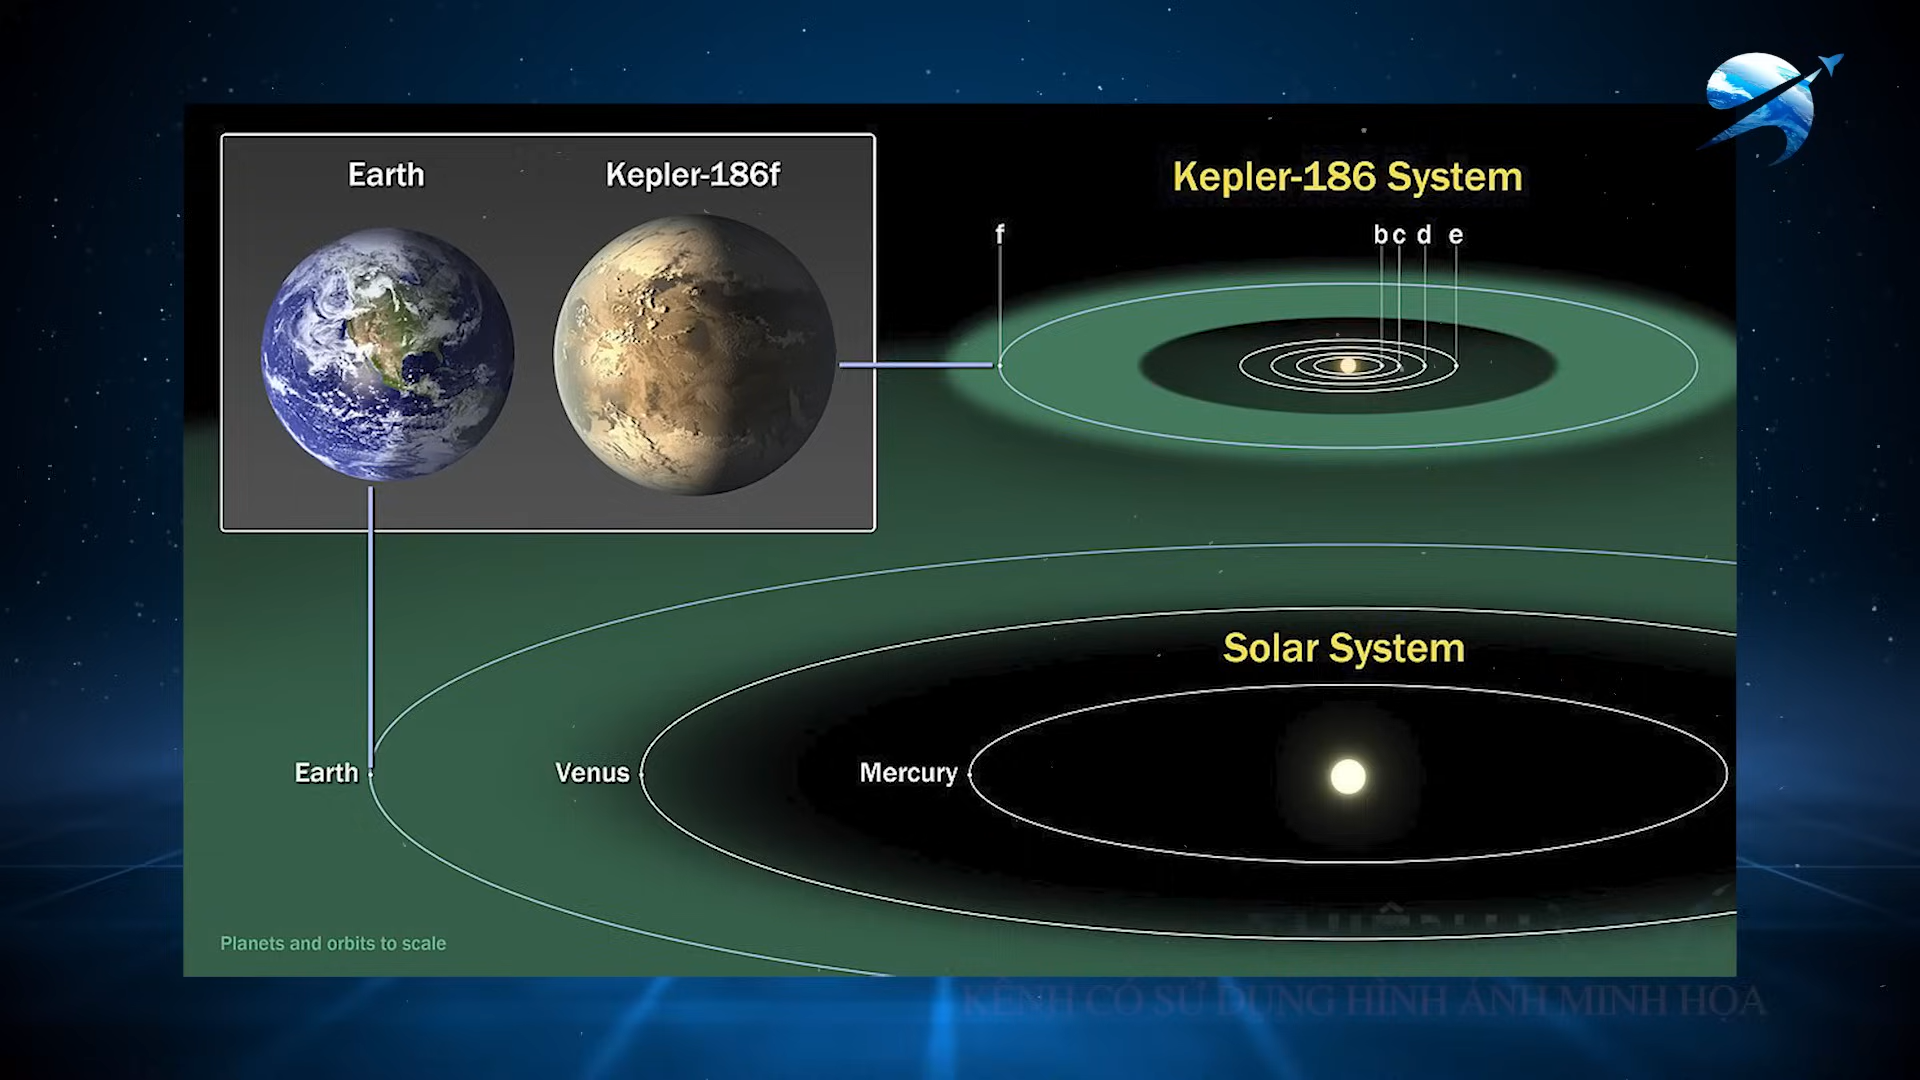 Earth
Kepler-186f
Kepler-186 System
f
b c d e
Solar System
Earth
Venus
Mercury
Planets and orbits to scale
KÊNH CÓ SỬ DỤNG HÌNH ẢNH MINH HỌA